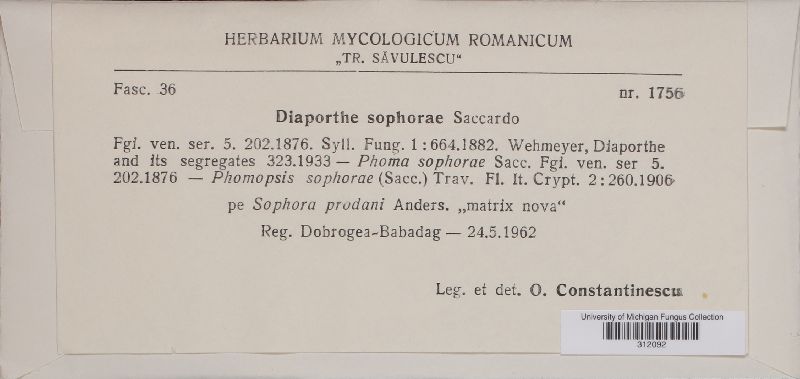 HERBARIUM MYCOLOGICUM ROMANICUM
„TR. SĂVULESCU“
Fasc. 36 nr. 1756
Diaporthe sophorae Saccardo
Fgi. ven. ser. 5. 202.1876. Syll. Fung. 1 : 664.1882. Wehmeyer, Diaporthe
and its segregates 323.1933 — Phoma sophorae Sacc. Fgi. ven. ser 5.
202.1876 — Phomopsis sophorae (Sacc.) Trav. Fl. It. Crypt. 2 : 260.1906
pe Sophora prodani Anders. „matrix nova“
Reg. Dobrogea-Babadag — 24.5.1962
Leg. et det. O. Constantinescu
University of Michigan Fungus Collection
312092